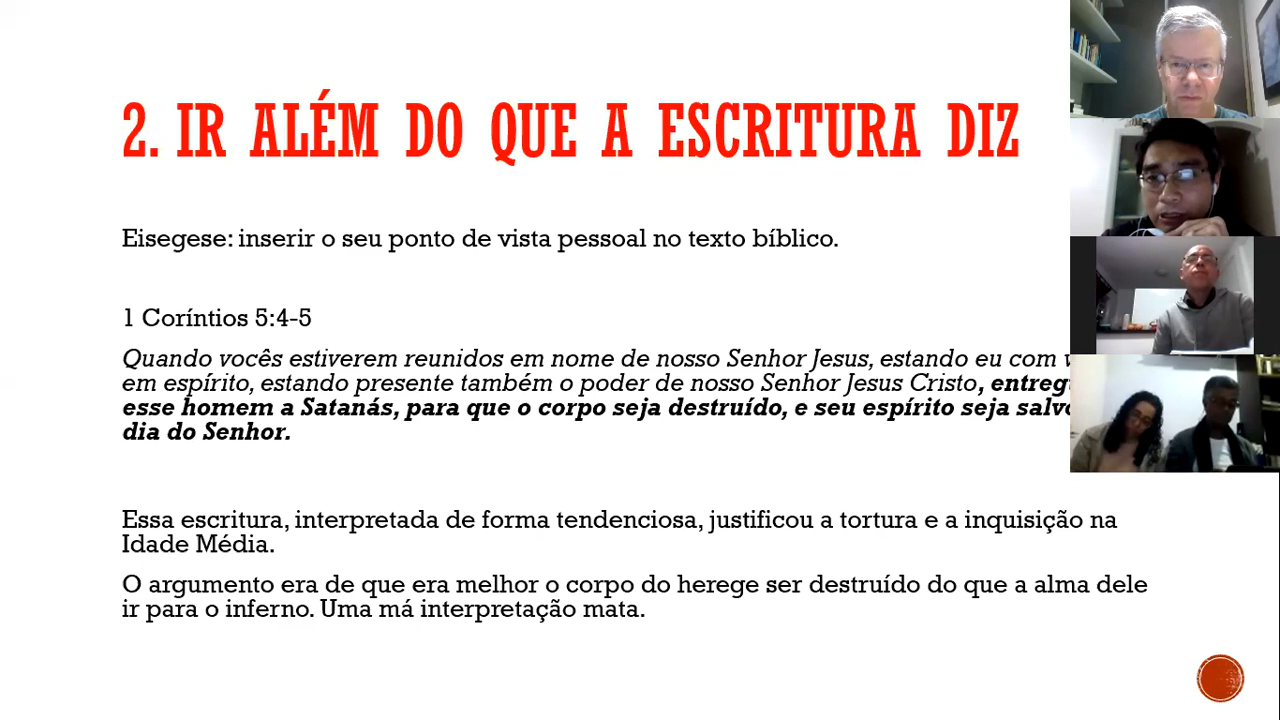 2. IR ALÉM DO QUE A ESCRITURA DIZ
Eisegese: inserir o seu ponto de vista pessoal no texto bíblico.
1 Coríntios 5:4-5
Quando vocês estiverem reunidos em nome de nosso Senhor Jesus, estando eu com
em espírito, estando presente também o poder de nosso Senhor Jesus Cristo,
esse homem a Satanás, para que o corpo seja destruído, e seu espírito seja
dia do Senhor.
Essa escritura, interpretada de forma tendenciosa, justificou a tortura e a inquisição na
Idade Média.
O argumento era de que era melhor o corpo do herege ser destruído do que a alma dele
ir para o inferno. Uma má interpretação mata.